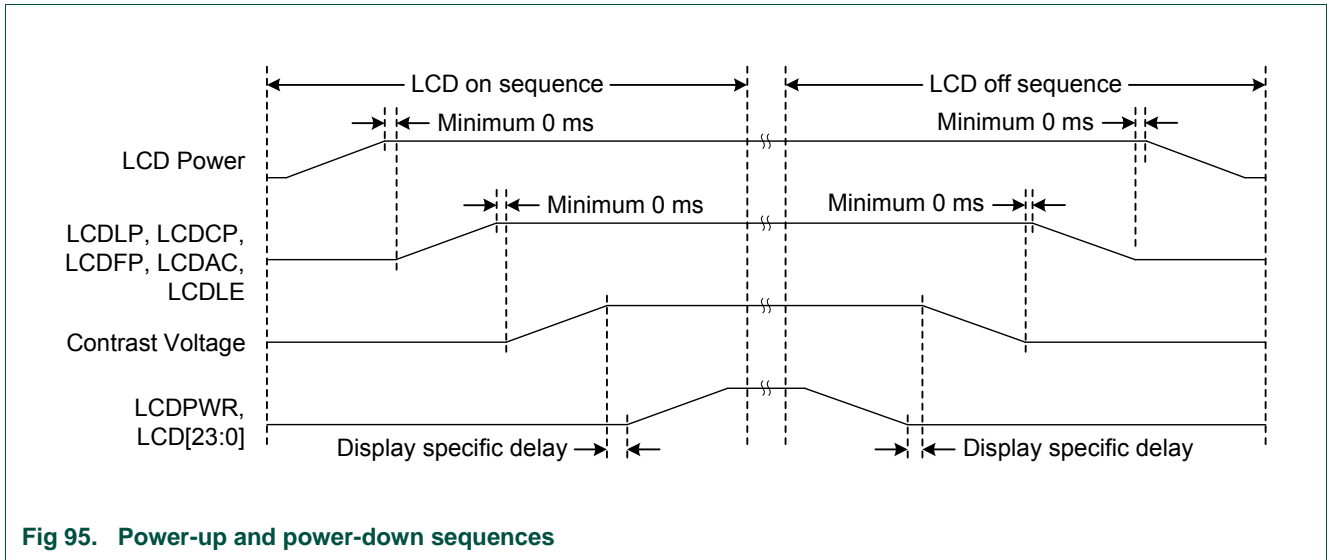 LCD on sequence
LCD off sequence
Minimum 0 ms
Minimum 0 ms
LCD Power
Minimum 0 ms
Minimum 0 ms
LCDLP, LCDCP,
LCDFP, LCDAC,
LCDLE
Contrast Voltage
LCDPWR,
LCD[23:0]
Display specific delay
Display specific delay
Fig 95. Power-up and power-down sequences